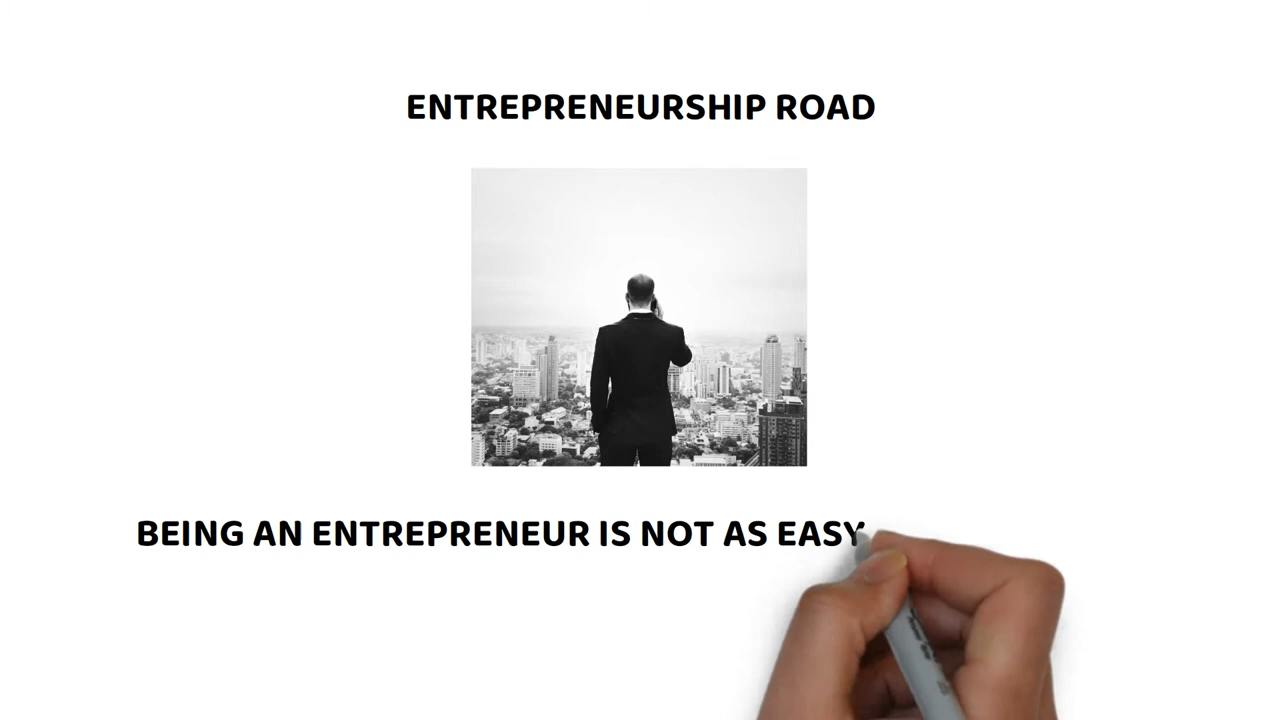 ENTREPRENEURSHIP ROAD
BEING AN ENTREPRENEUR IS NOT AS EASY